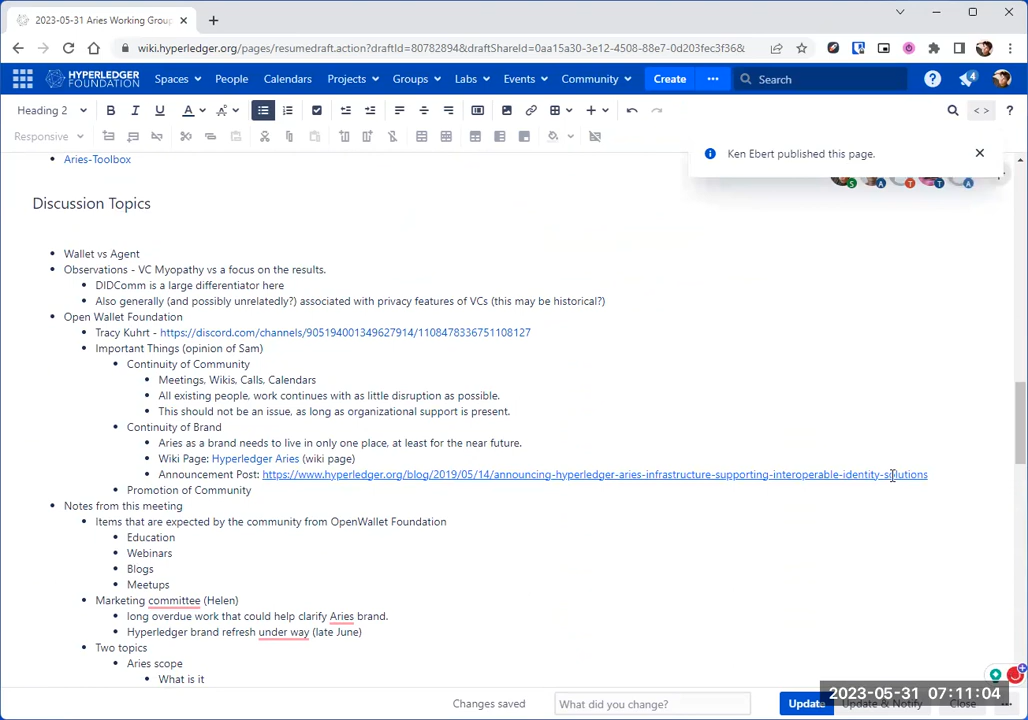 2023-05-31 Aries Working Group
wiki.hyperledger.org/pages/resumedraft.action?draftId=80782894&draftShareId=0aa15a30-3e12-4508-88e7-0d203fec3f36&
HYPERLEDGER FOUNDATION Spaces People Calendars Projects Groups Labs Events Community Create ••• Search ? 4
Heading 2 B I U A <> ?
Responsive
Ken Ebert published this page.
Aries-Toolbox
S A T T A
Discussion Topics
Wallet vs Agent
Observations - VC Myopathy vs a focus on the results.
DIDComm is a large differentiator here
Also generally (and possibly unrelatedly?) associated with privacy features of VCs (this may be historical?)
Open Wallet Foundation
Tracy Kuhrt - https://discord.com/channels/905194001349627914/1108478336751108127
Important Things (opinion of Sam)
Continuity of Community
Meetings, Wikis, Calls, Calendars
All existing people, work continues with as little disruption as possible.
This should not be an issue, as long as organizational support is present.
Continuity of Brand
Aries as a brand needs to live in only one place, at least for the near future.
Wiki Page: Hyperledger Aries (wiki page)
Announcement Post: https://www.hyperledger.org/blog/2019/05/14/announcing-hyperledger-aries-infrastructure-supporting-interoperable-identity-solutions
Promotion of Community
Notes from this meeting
Items that are expected by the community from OpenWallet Foundation
Education
Webinars
Blogs
Meetups
Marketing committee (Helen)
long overdue work that could help clarify Aries brand.
Hyperledger brand refresh under way (late June)
Two topics
Aries scope
What is it
Changes saved What did you change? Update Update & Notify Close •••
2023-05-31 07:11:04